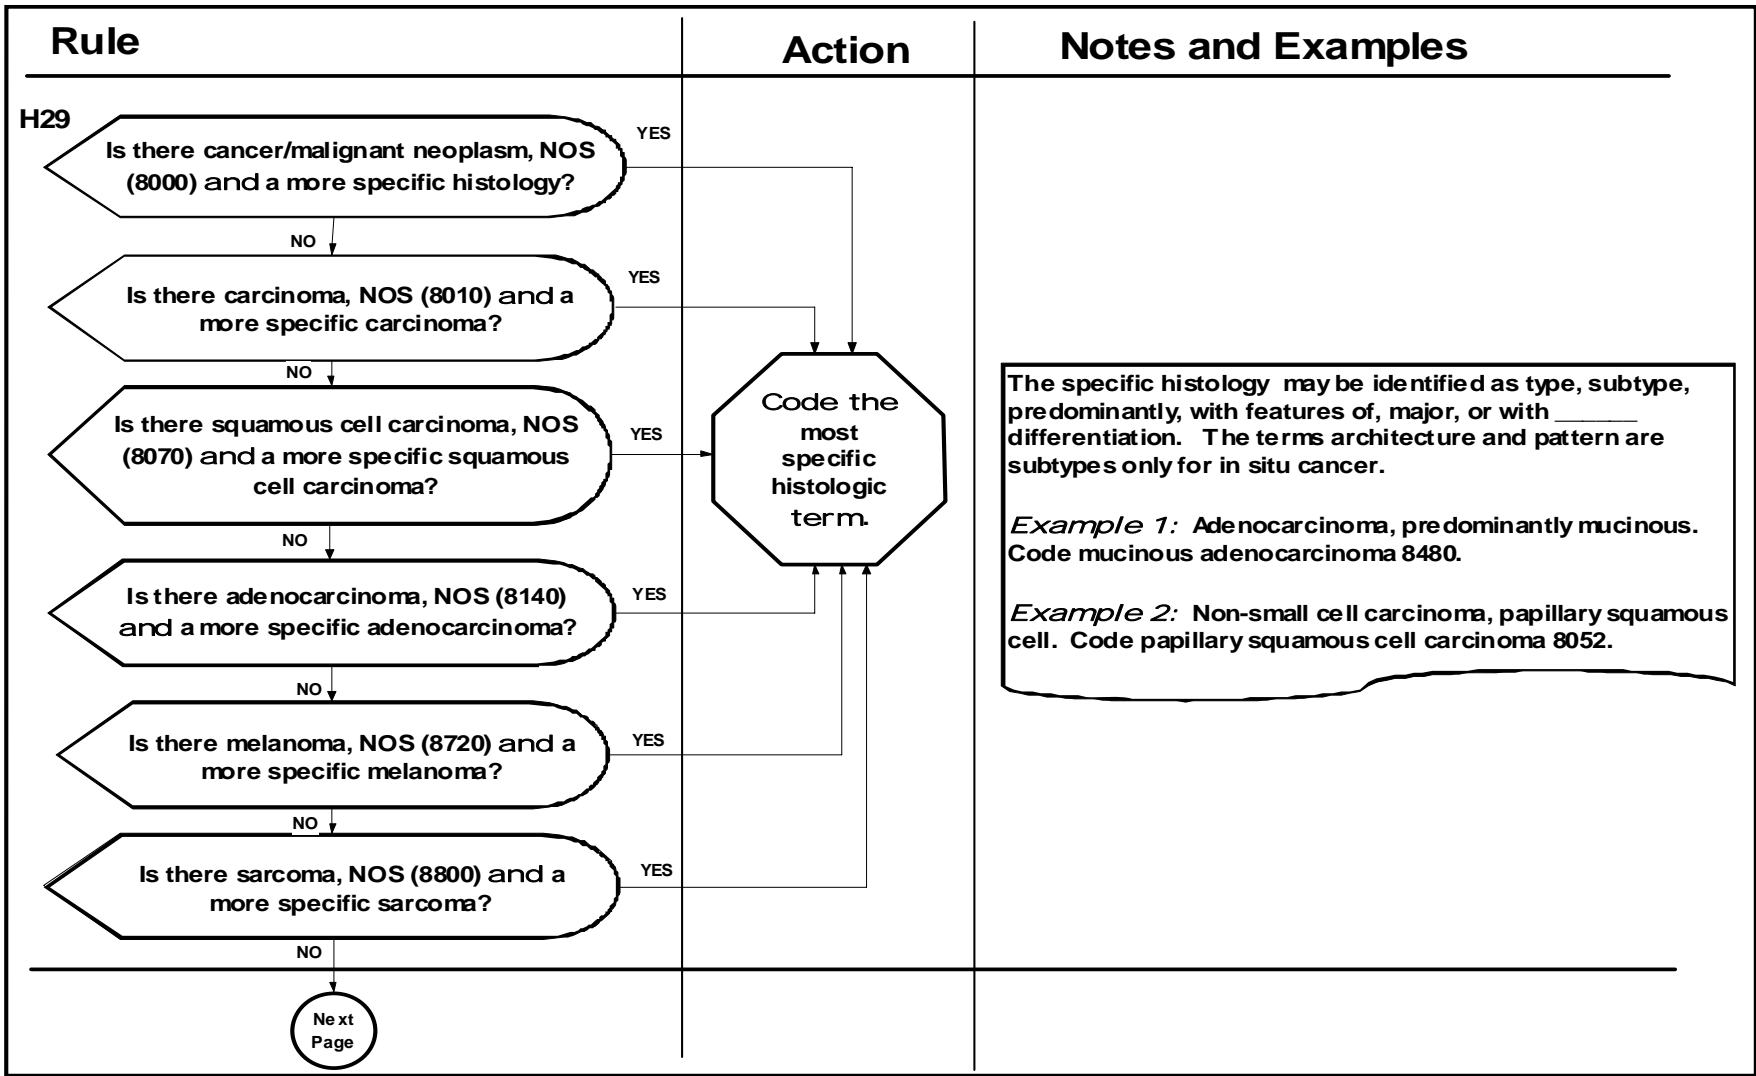 Rule
Action
Notes and Examples
H29
Is there cancer/malignant neoplasm, NOS
(8000) and a more specific histology?
YES
NO
Is there carcinoma, NOS (8010) and a
more specific carcinoma?
YES
NO
Is there squamous cell carcinoma, NOS
(8070) and a more specific squamous
cell carcinoma?
YES
NO
Is there adenocarcinoma, NOS (8140)
and a more specific adenocarcinoma?
YES
NO
Is there melanoma, NOS (8720) and a
more specific melanoma?
YES
NO
Is there sarcoma, NOS (8800) and a
more specific sarcoma?
YES
NO
Next
Page
Code the
most
specific
histologic
term.
The specific histology may be identified as type, subtype,
predominantly, with features of, major, or with ______
differentiation. The terms architecture and pattern are
subtypes only for in situ cancer.
Example 1: Adenocarcinoma, predominantly mucinous.
Code mucinous adenocarcinoma 8480.
Example 2: Non-small cell carcinoma, papillary squamous
cell. Code papillary squamous cell carcinoma 8052.